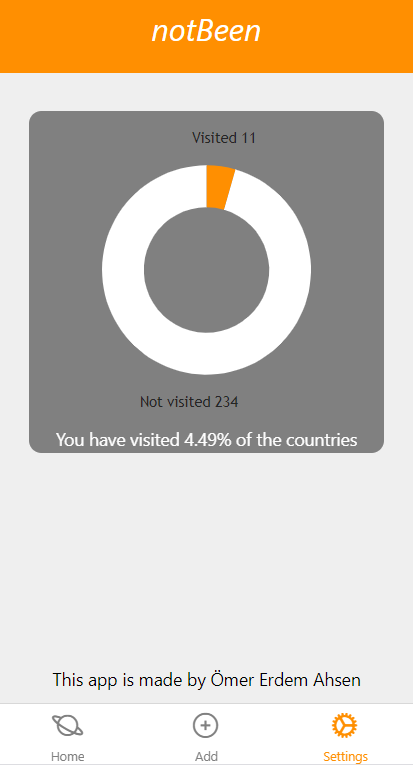 notBeen
Visited 11
Not visited 234
You have visited 4.49% of the countries
This app is made by Ömer Erdem Ahsen
Home
Add
Settings